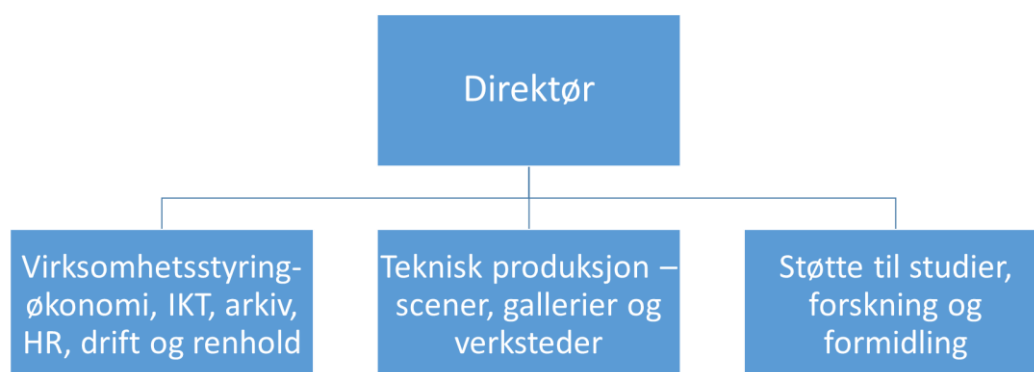 Direktør
Virksomhetsstyring-
økonomi, IKT, arkiv,
HR, drift og renhold
Teknisk produksjon –
scener, gallerier og
verksteder
Støtte til studier,
forskning og
formidling